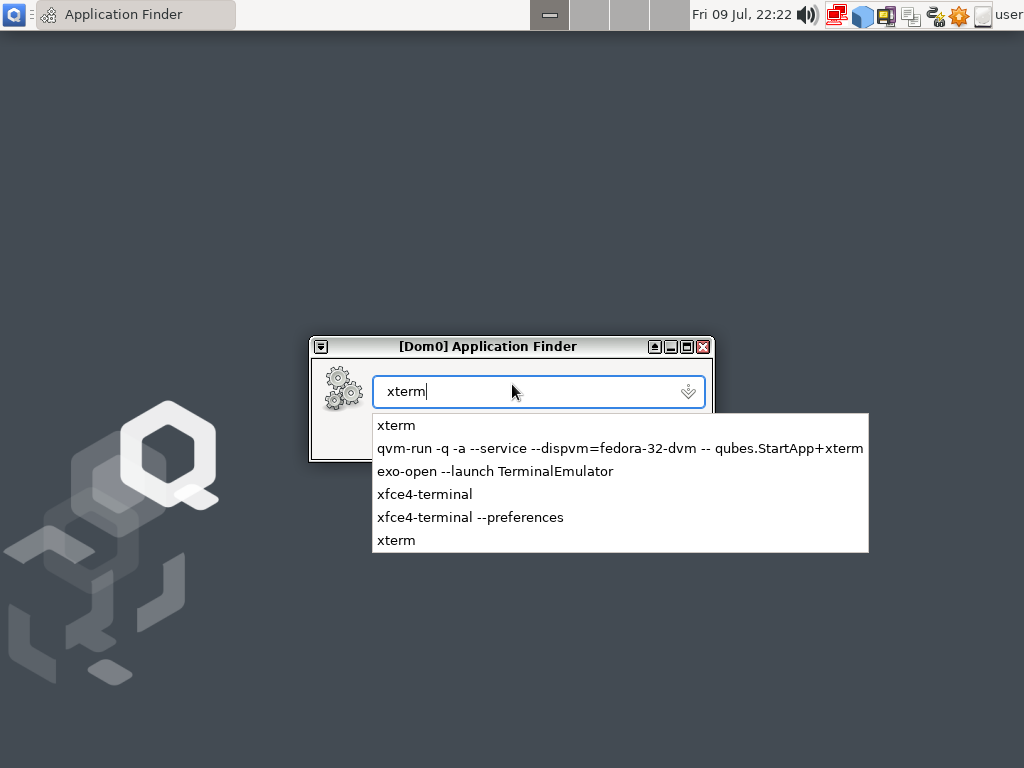 Application Finder
Fri 09 Jul, 22:22
user
[Dom0] Application Finder
xterm
xterm
qvm-run -q -a --service --dispvm=fedora-32-dvm -- qubes.StartApp+xterm
exo-open --launch TerminalEmulator
xfce4-terminal
xfce4-terminal --preferences
xterm